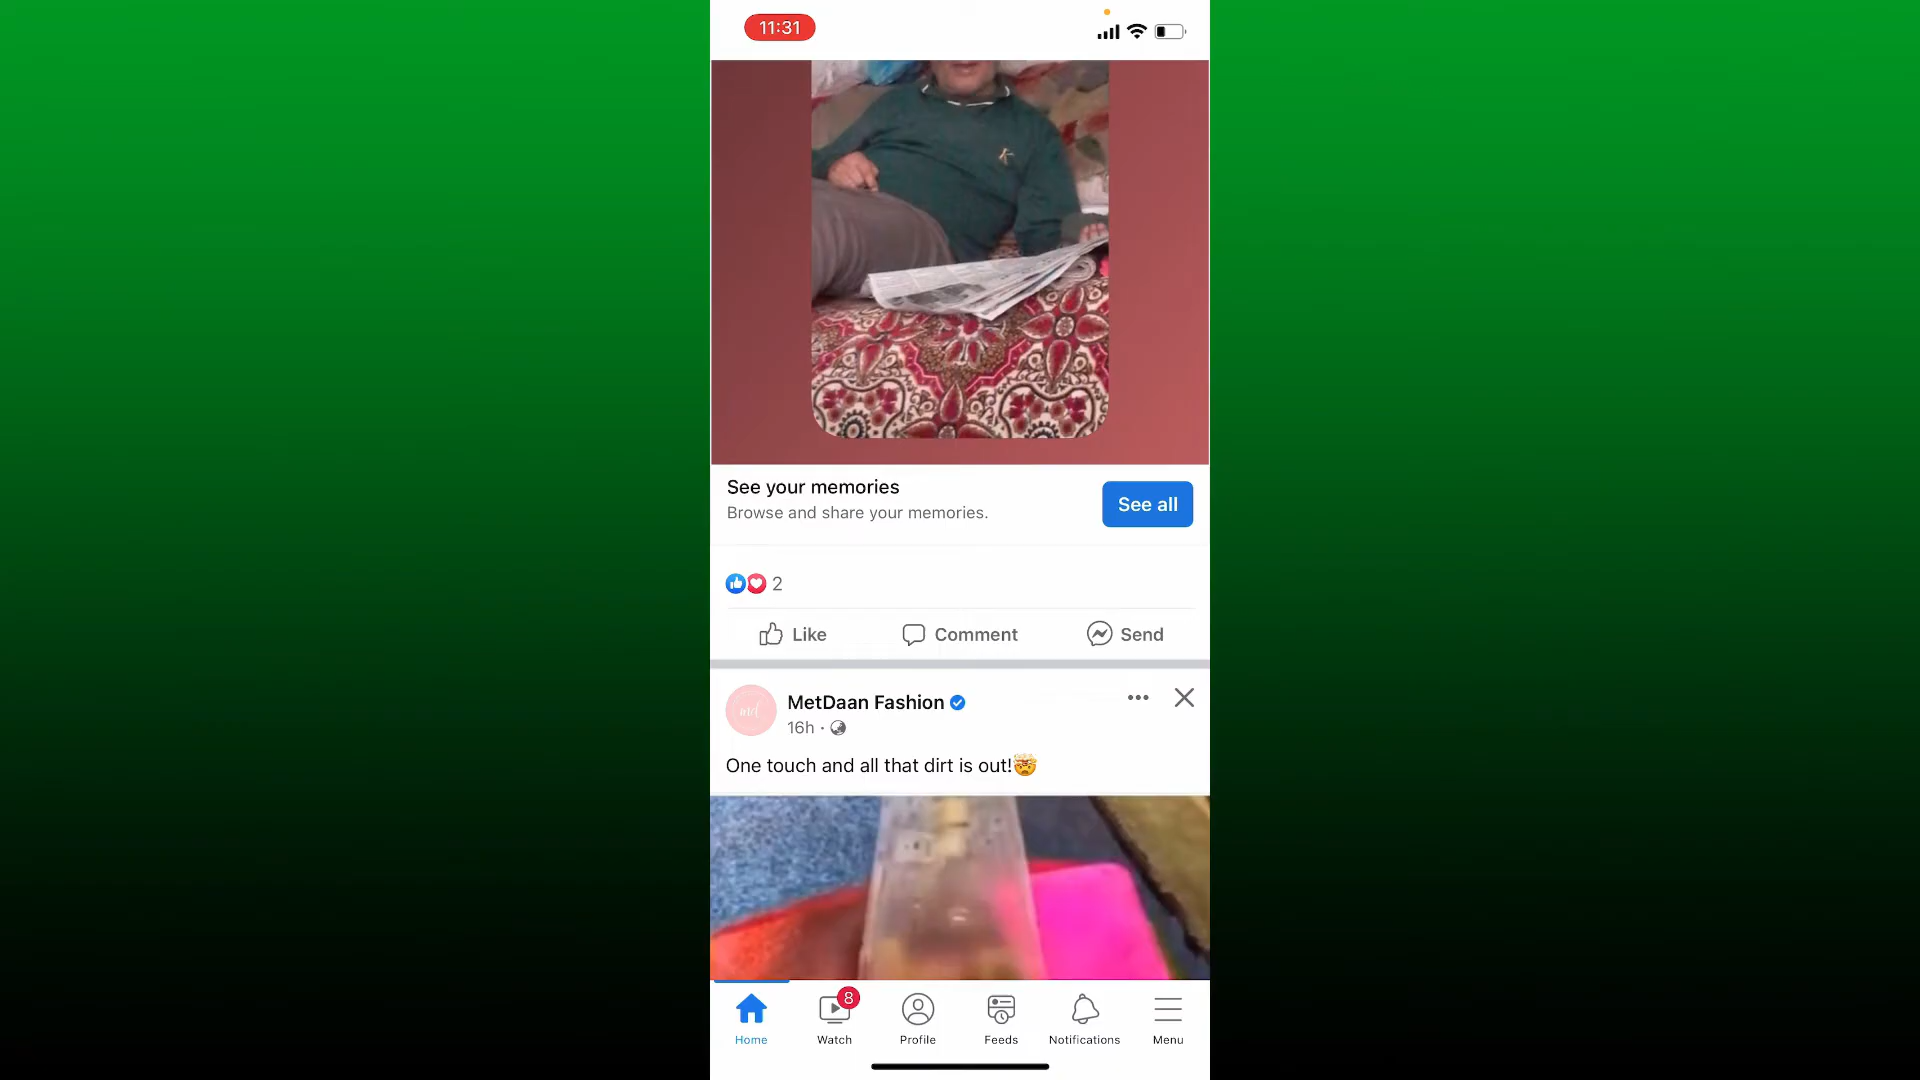 11:31
K
See your memories
Browse and share your memories.
See all
2
Like
Comment
Send
md
MetDaan Fashion
16h ·
One touch and all that dirt is out!🤯
8
Home
Watch
Profile
Feeds
Notifications
Menu